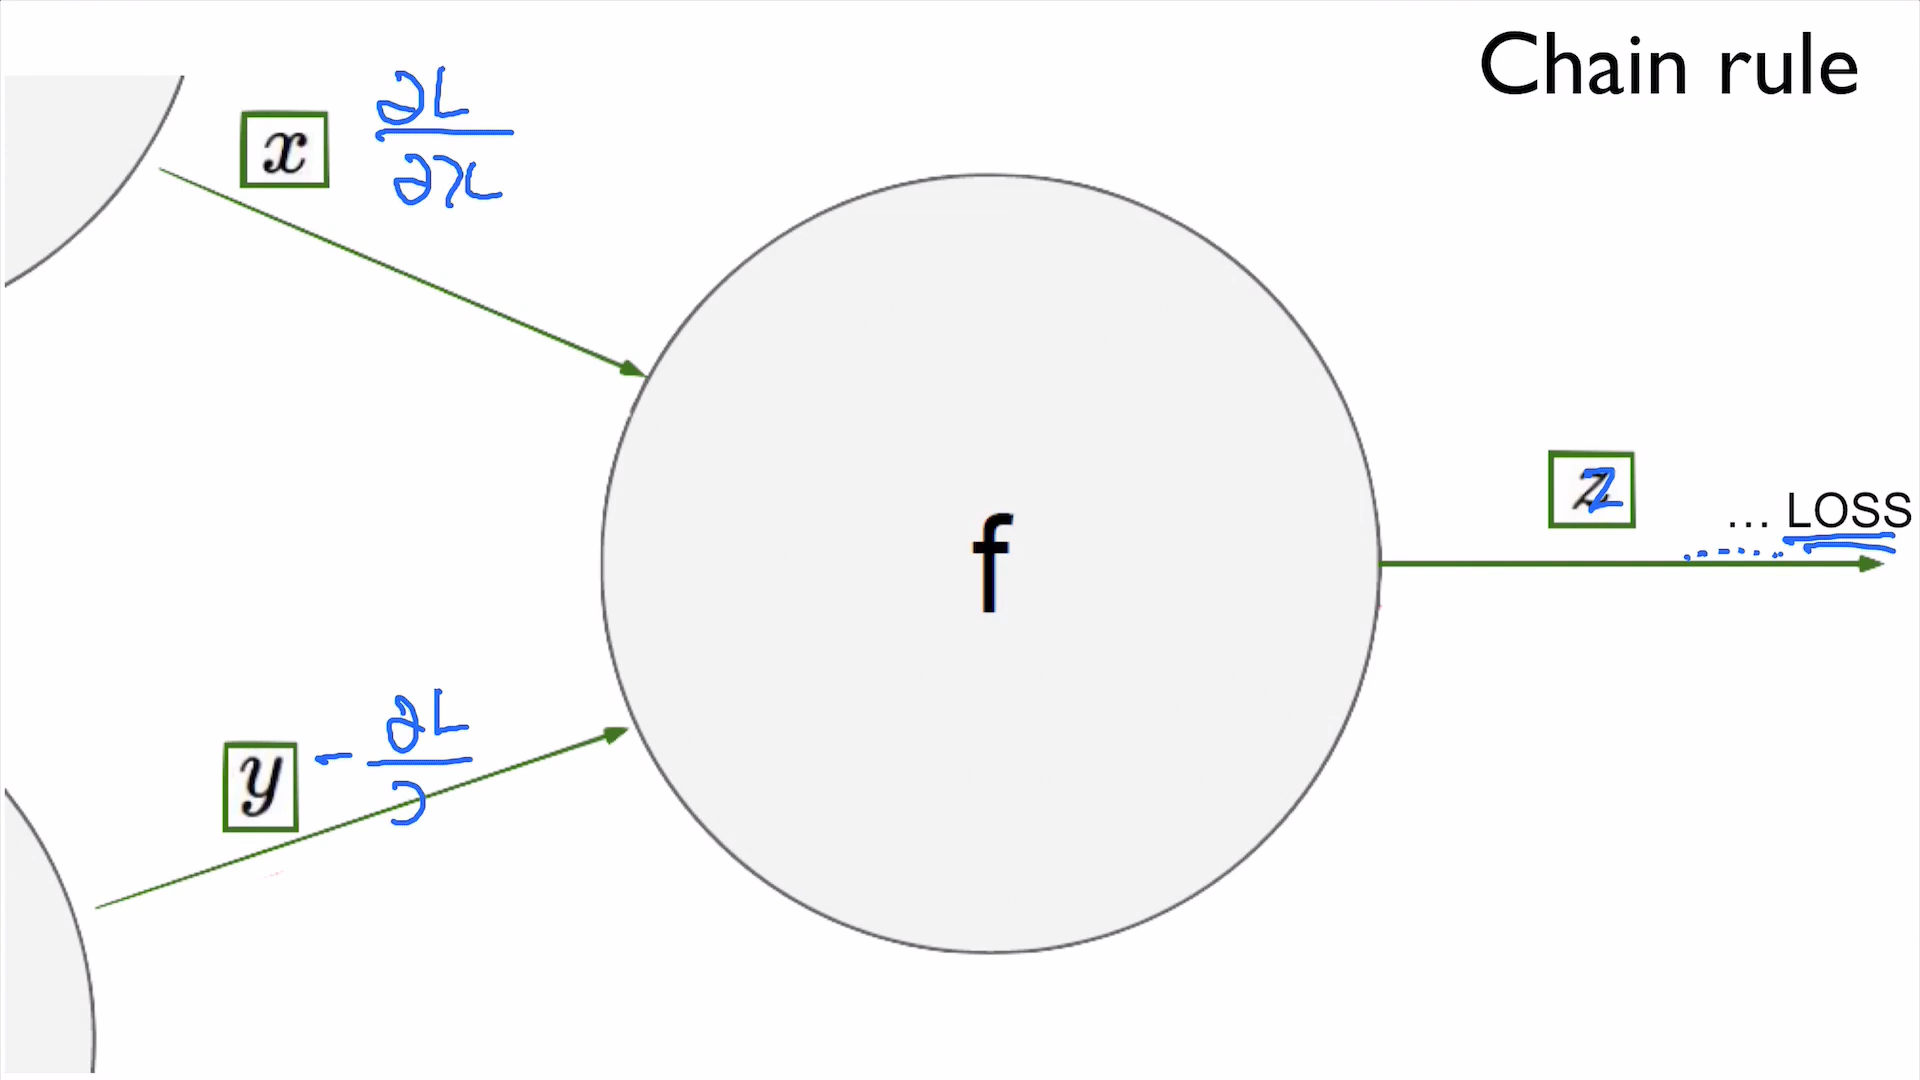 Chain rule
x
∂L
∂x
z
... LOSS
f
y - ∂L
∂